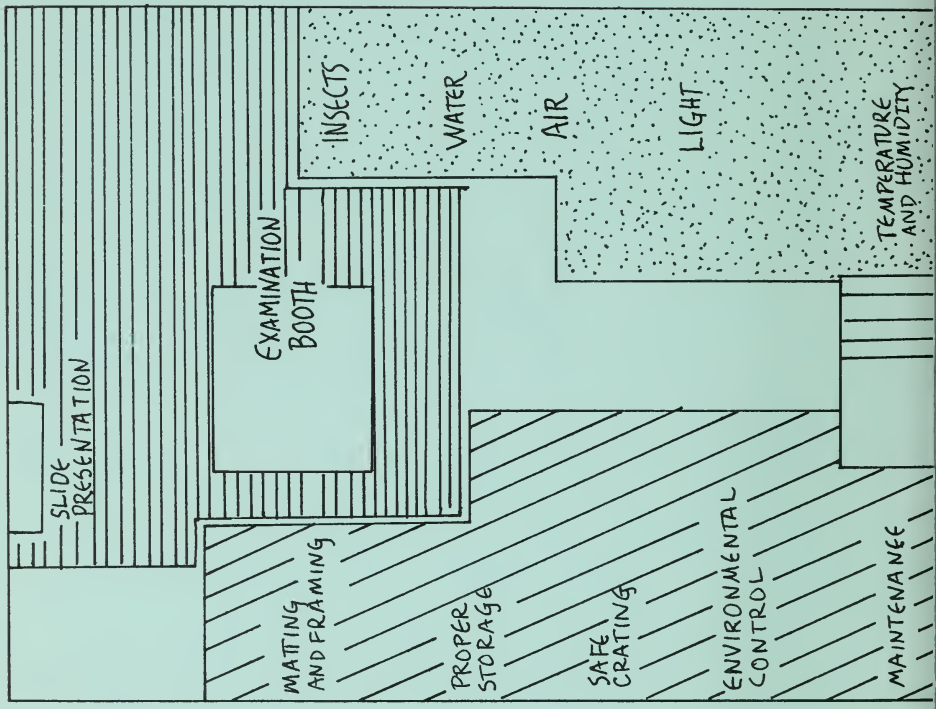 SLIDE
PRESENTATION
EXAMINATION
BOOTH
MATTING
AND FRAMING
PROPER
STORAGE
SAFE
CRATING
ENVIRONMENTAL
CONTROL
MAINTENANCE
INSECTS
WATER
AIR
LIGHT
TEMPERATURE
AND HUMIDITY